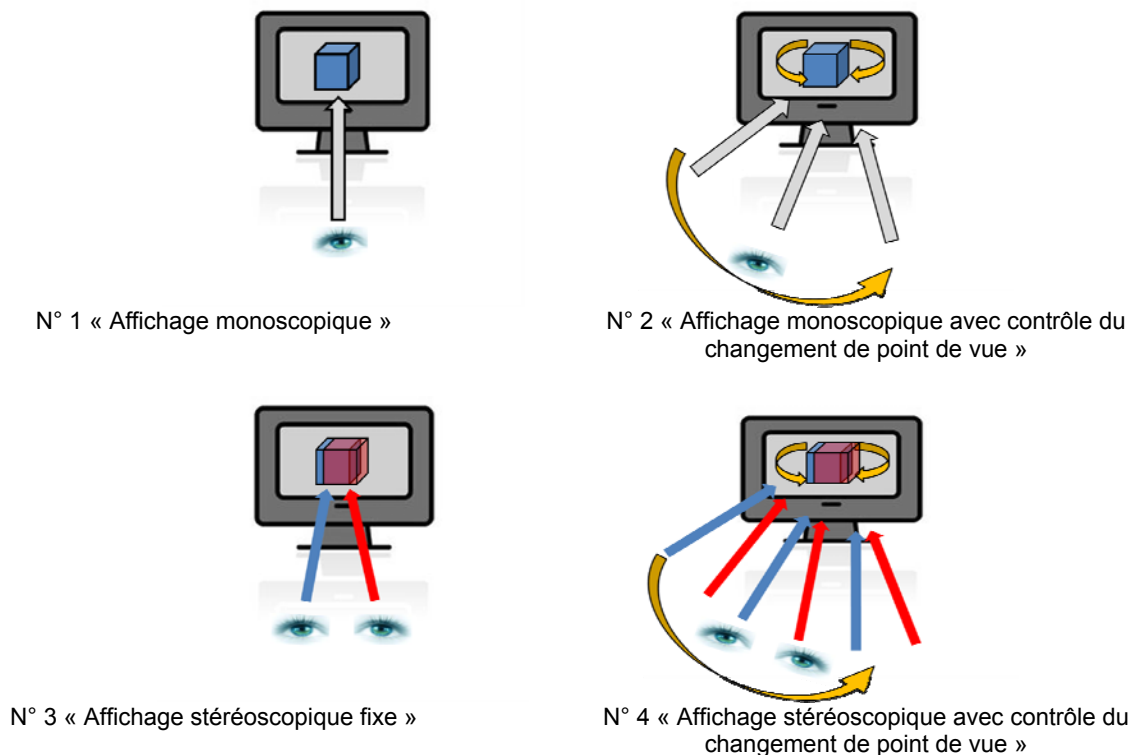 N° 1 « Affichage monoscopique »
N° 2 « Affichage monoscopique avec contrôle du
changement de point de vue »
N° 3 « Affichage stéréoscopique fixe »
N° 4 « Affichage stéréoscopique avec contrôle du
changement de point de vue »